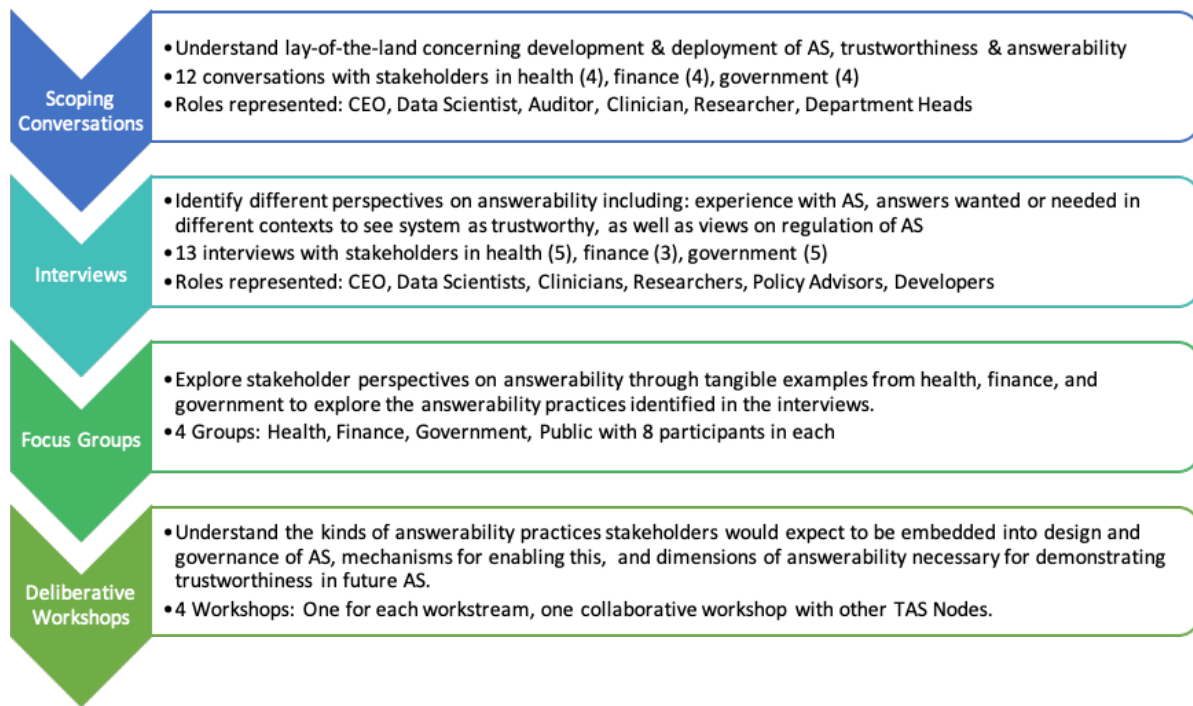 Scoping
Conversations
•Understand lay-of-the-land concerning development & deployment of AS, trustworthiness & answerability
•12 conversations with stakeholders in health (4), finance (4), government (4)
•Roles represented: CEO, Data Scientist, Auditor, Clinician, Researcher, Department Heads
Interviews
•Identify different perspectives on answerability including: experience with AS, answers wanted or needed in
different contexts to see system as trustworthy, as well as views on regulation of AS
•13 interviews with stakeholders in health (5), finance (3), government (5)
•Roles represented: CEO, Data Scientists, Clinicians, Researchers, Policy Advisors, Developers
Focus Groups
•Explore stakeholder perspectives on answerability through tangible examples from health, finance, and
government to explore the answerability practices identified in the interviews.
•4 Groups: Health, Finance, Government, Public with 8 participants in each
Deliberative
Workshops
•Understand the kinds of answerability practices stakeholders would expect to be embedded into design and
governance of AS, mechanisms for enabling this, and dimensions of answerability necessary for demonstrating
trustworthiness in future AS.
•4 Workshops: One for each workstream, one collaborative workshop with other TAS Nodes.